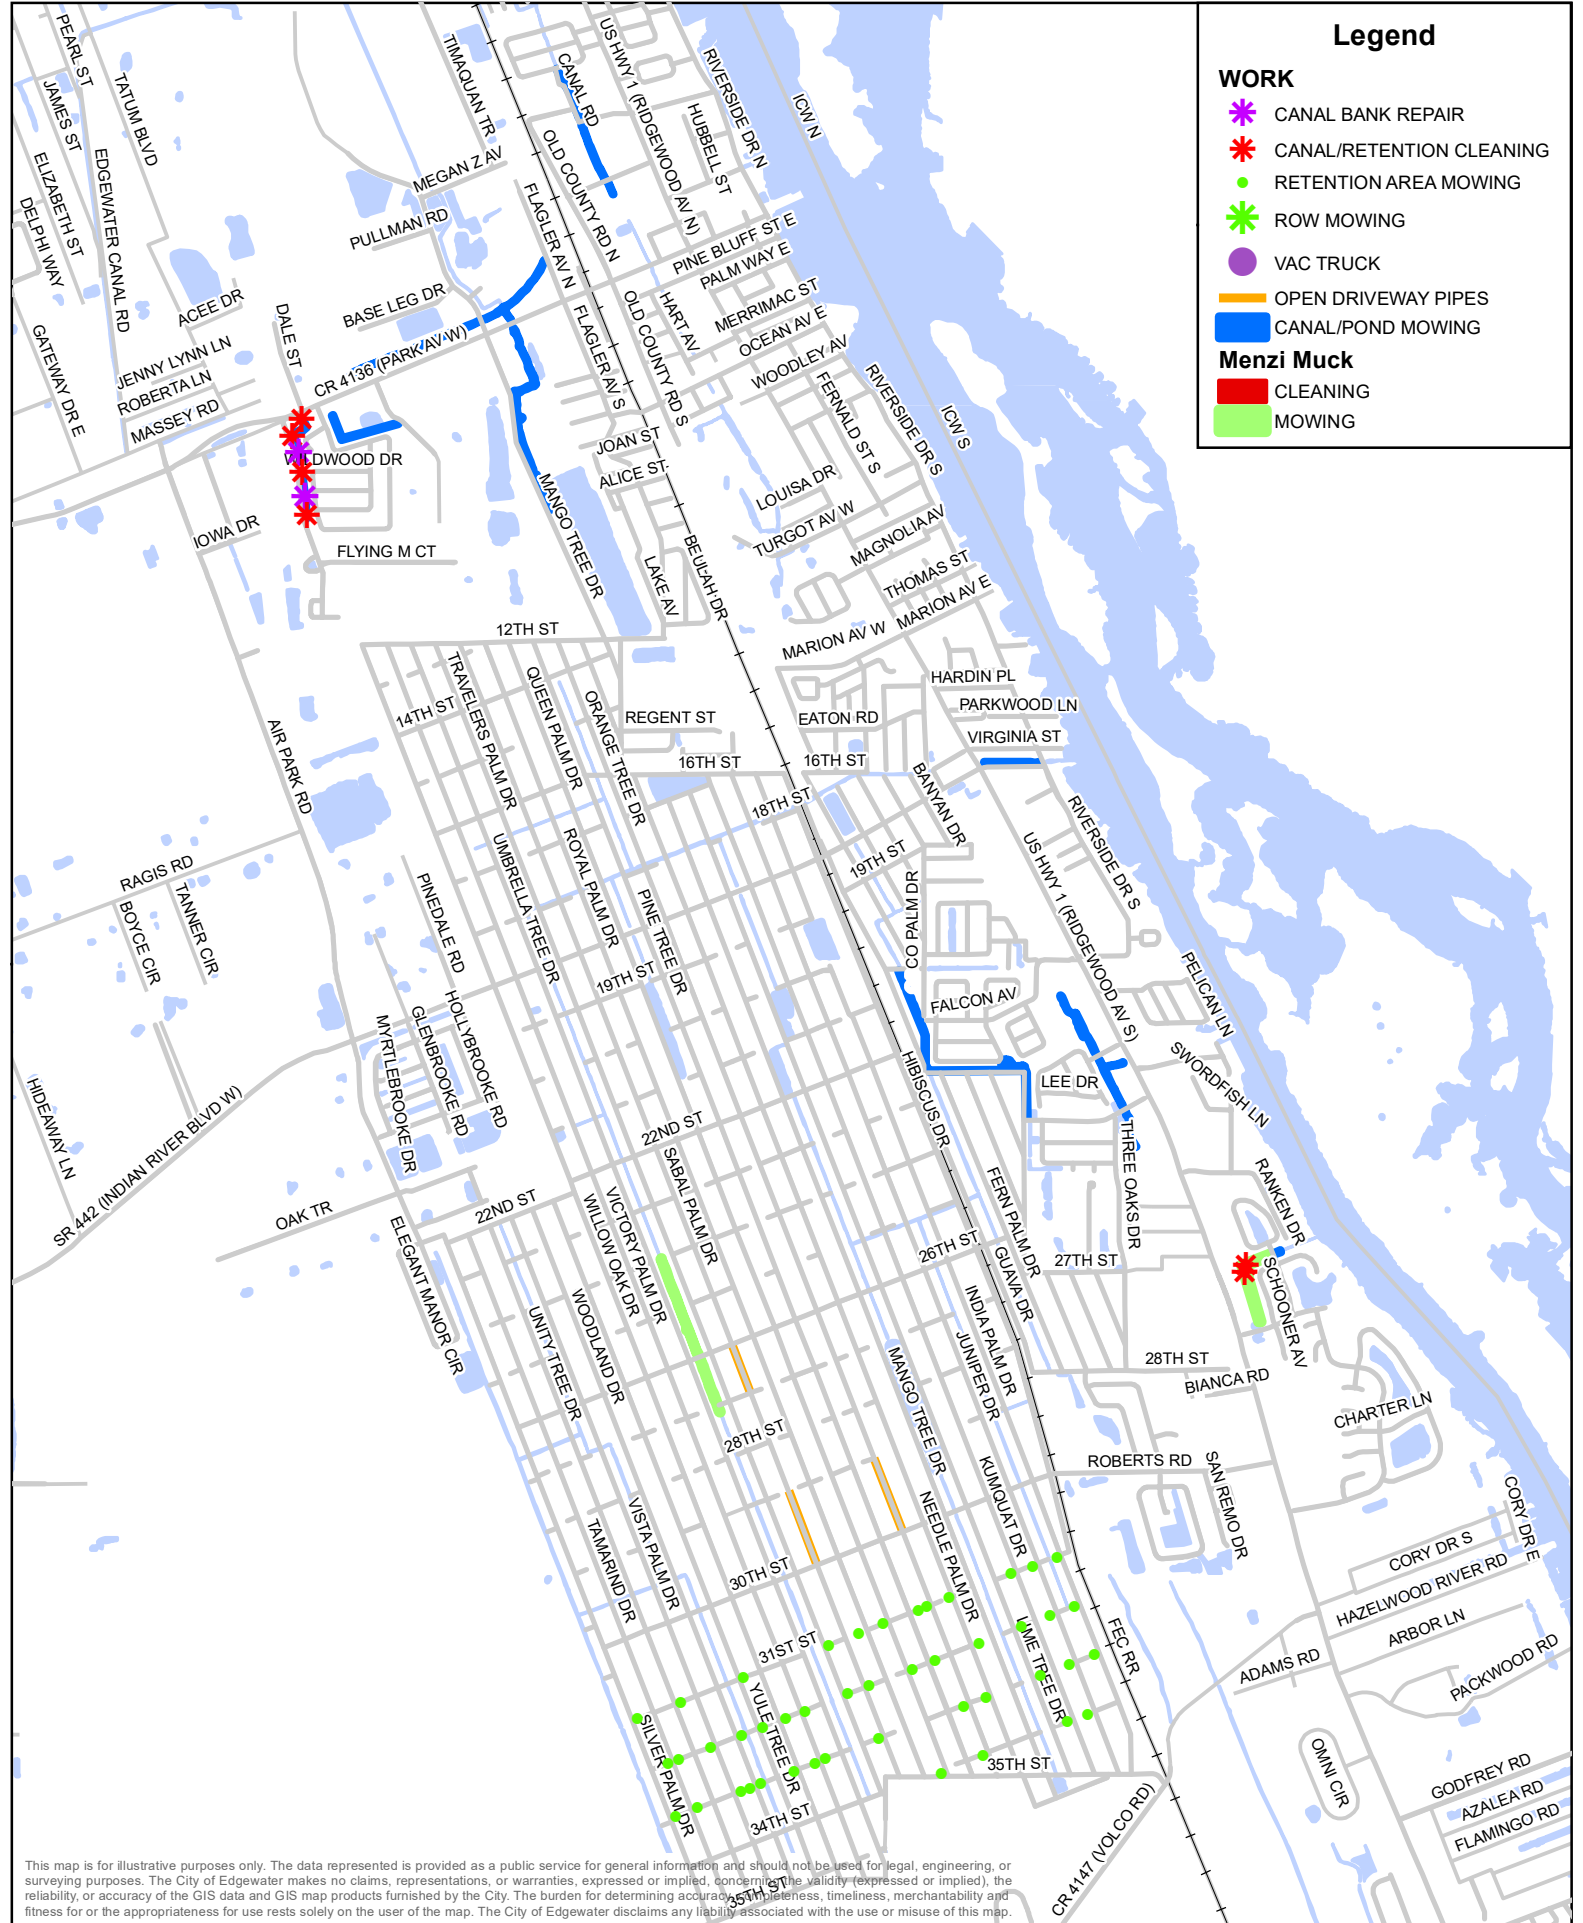 Legend
WORK
CANAL BANK REPAIR
CANAL/RETENTION CLEANING
RETENTION AREA MOWING
ROW MOWING
VAC TRUCK
OPEN DRIVEWAY PIPES
CANAL/POND MOWING
Menzi Muck
CLEANING
MOWING
PEARL ST
JAMES ST
TATUM BLVD
ELIZABETH ST
DELPHI WAY
EDGEWATER CANAL RD
GATEWAY DR E
ACEE DR
JENNY LYNN LN
ROBERTA LN
MASSEY RD
DALE ST
TIMAQUAN TR
MEGAN Z AV
PULLMAN RD
BASE LEG DR
CR 4136 (PARK AV W)
CANAL RD
US HWY 1 (RIDGEWOOD AV N)
HUBBELL ST
RIVERSIDE DR N
ICW N
OLD COUNTY RD N
FLAGLER AV N
PINE BLUFF ST E
PALM WAY E
MERRIMAC ST
OCEAN AV E
WOODLEY AV
HART AV
OLD COUNTY RD S
FLAGLER AV S
FERNALD ST S
RIVERSIDE DR S
ICW S
JOAN ST
ALICE ST
LOUISA DR
TURGOT AV W
MAGNOLIA AV
THOMAS ST
MARION AV E
MARION AV W
WILDWOOD DR
IOWA DR
FLYING M CT
MANGO TREE DR
LAKE AV
BEULAH DR
12TH ST
HARDIN PL
PARKWOOD LN
VIRGINIA ST
EATON RD
REGENT ST
16TH ST
16TH ST
14TH ST
TRAVELERS PALM DR
QUEEN PALM DR
ORANGE TREE DR
AIR PARK RD
18TH ST
BANYAN DR
19TH ST
CO PALM DR
US HWY 1 (RIDGEWOOD AV S)
RIVERSIDE DR S
UMBRELLA TREE DR
ROYAL PALM DR
PINE TREE DR
PINEDALE RD
RAGIS RD
BOYCE CIR
TANNER CIR
19TH ST
FALCON AV
PELICAN LN
SWORDFISH LN
HOLLYBROOKE RD
GLENBROOKE RD
MYRTLEBROOKE DR
HIDEAWAY LN
SR 442 (INDIAN RIVER BLVD W)
HIBISCUS DR
LEE DR
THREE OAKS DR
22ND ST
SABAL PALM DR
22ND ST
OAK TR
ELEGANT MANOR CIR
WILLOW OAK DR
VICTORY PALM DR
FERN PALM DR
26TH ST
GUAVA DR
27TH ST
RANKEN DR
SCHOONER AV
UNITY TREE DR
WOODLAND DR
INDIA PALM DR
JUNIPER DR
MANGO TREE DR
28TH ST
BIANCA RD
CHARTER LN
28TH ST
ROBERTS RD
SAN REMO DR
CORY DR E
CORY DR S
HAZELWOOD RIVER RD
ARBOR LN
PACKWOOD RD
ADAMS RD
KUMQUAT DR
NEEDLE PALM DR
VISTA PALM DR
TAMARIND DR
30TH ST
31ST ST
LIME TREE DR
FEC RR
YULE TREE DR
SILVER PALM DR
34TH ST
35TH ST
35TH ST
CR 4147 (VOLCO RD)
OMNI CIR
GODFREY RD
AZALEA RD
FLAMINGO RD
This map is for illustrative purposes only. The data represented is provided as a public service for general information and should not be used for legal, engineering, or
surveying purposes. The City of Edgewater makes no claims, representations, or warranties, expressed or implied, concerning the validity (expressed or implied), the
reliability, or accuracy of the GIS data and GIS map products furnished by the City. The burden for determining accuracy, completeness, timeliness, merchantability and
fitness for or the appropriateness for use rests solely on the user of the map. The City of Edgewater disclaims any liability associated with the use or misuse of this map.